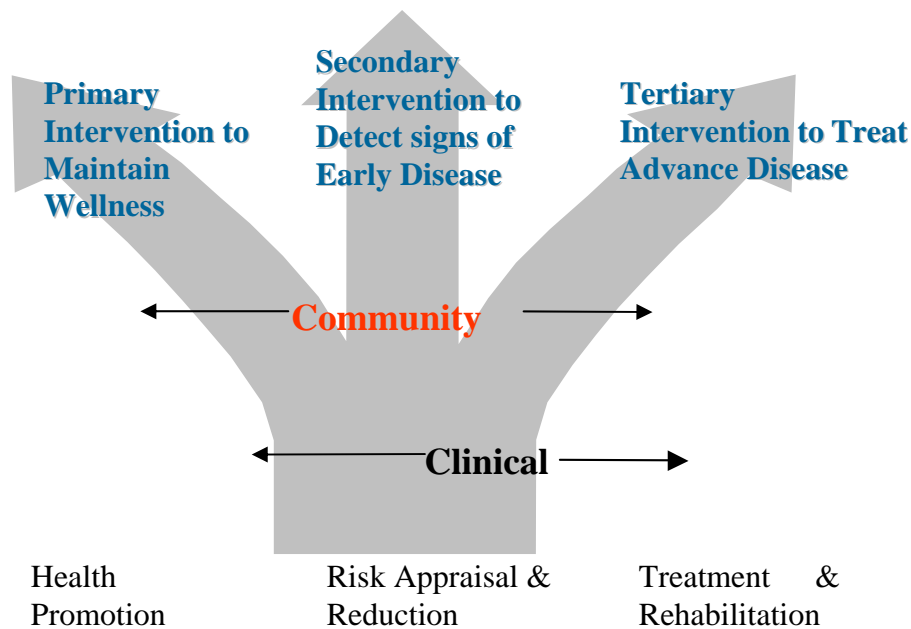 Primary
Intervention to
Maintain
Wellness
Secondary
Intervention to
Detect signs of
Early Disease
Tertiary
Intervention to Treat
Advance Disease
Community
Clinical
Health
Promotion
Risk Appraisal &
Reduction
Treatment &
Rehabilitation